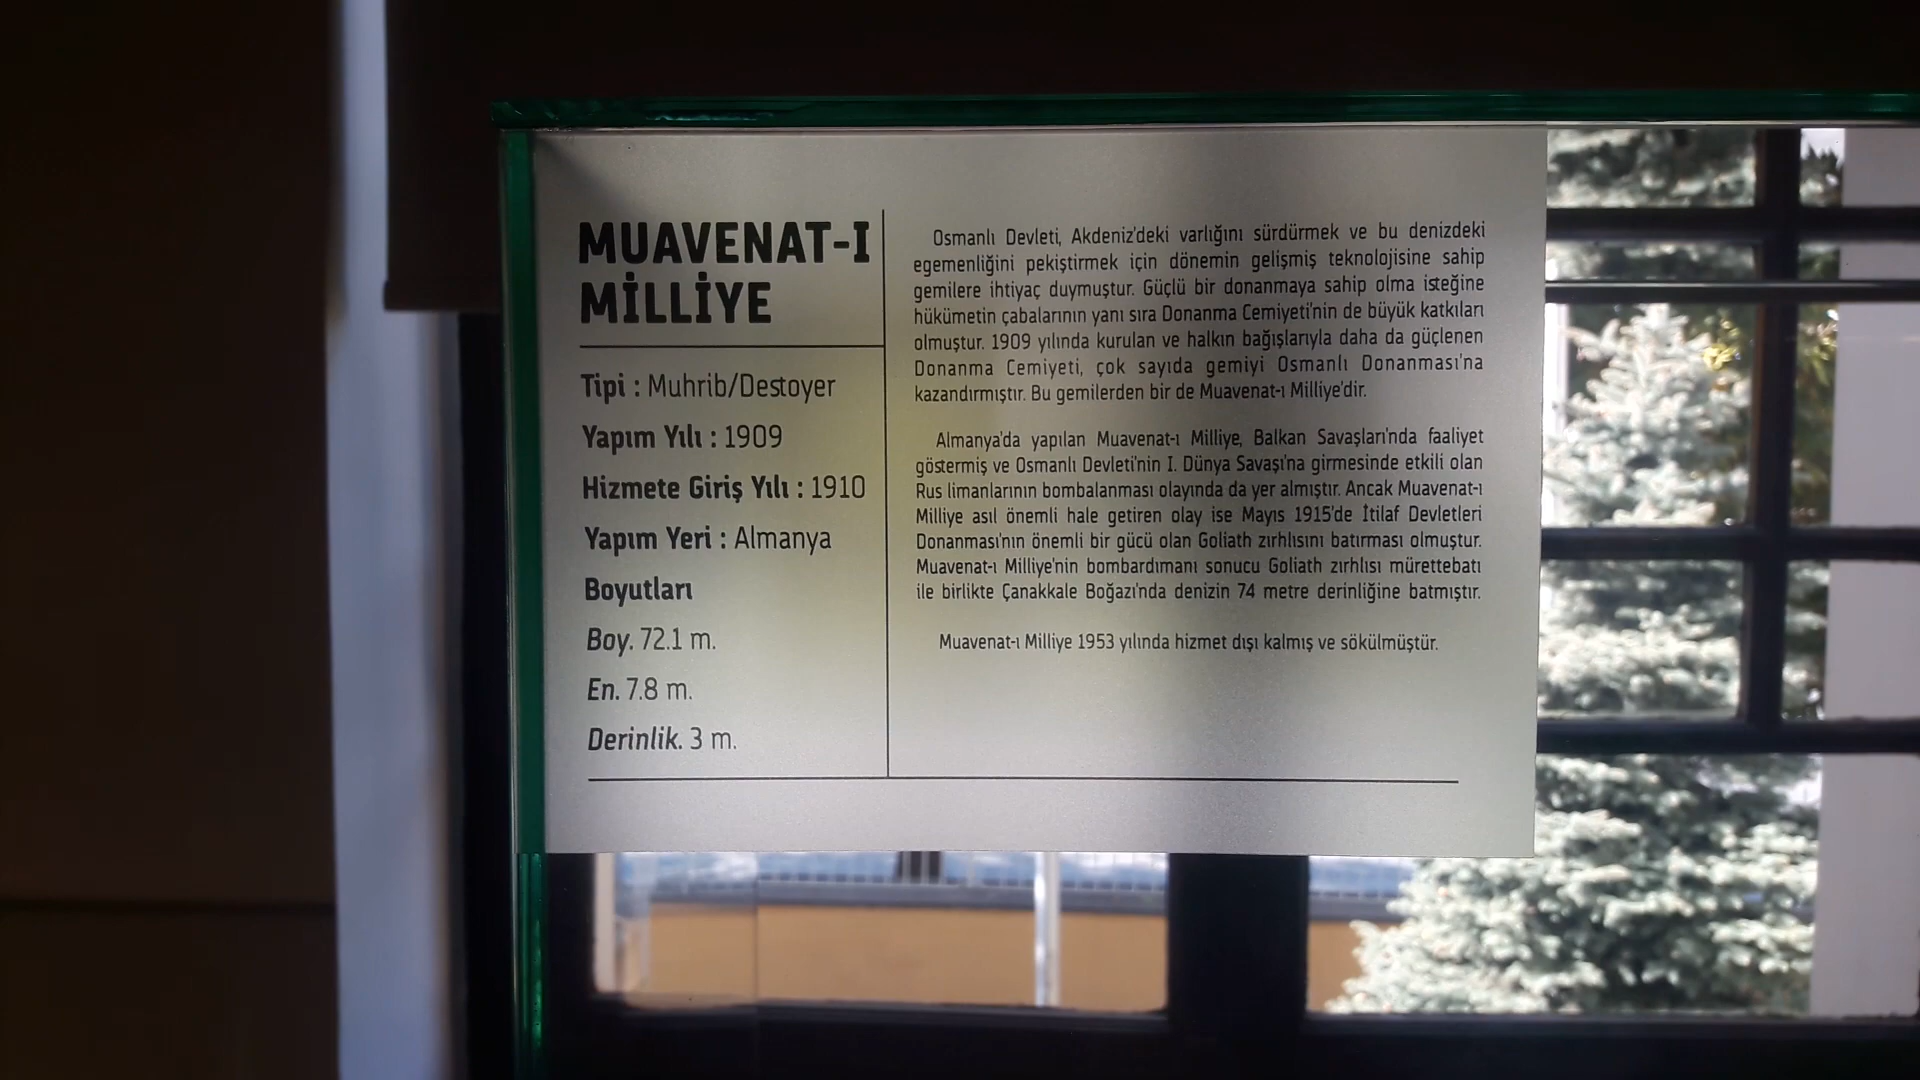 MUAVENAT-I
MİLLİYE
Tipi : Muhrib/Destoyer
Yapım Yılı : 1909
Hizmete Giriş Yılı : 1910
Yapım Yeri : Almanya
Boyutları
Boy. 72.1 m.
En. 7.8 m.
Derinlik. 3 m.
Osmanlı Devleti, Akdeniz'deki varlığını sürdürmek ve bu denizdeki
egemenliğini pekiştirmek için dönemin gelişmiş teknolojisine sahip
gemilere ihtiyaç duymuştur. Güçlü bir donanmaya sahip olma isteğine
hükümetin çabalarının yanı sıra Donanma Cemiyeti'nin de büyük katkıları
olmuştur. 1909 yılında kurulan ve halkın bağışlarıyla daha da güçlenen
Donanma Cemiyeti, çok sayıda gemiyi Osmanlı Donanması'na
kazandırmıştır. Bu gemilerden bir de Muavenat-ı Milliye'dir.
Almanya'da yapılan Muavenat-ı Milliye, Balkan Savaşları'nda faaliyet
göstermiş ve Osmanlı Devleti'nin I. Dünya Savaşı'na girmesinde etkili olan
Rus limanlarının bombalanması olayında da yer almıştır. Ancak Muavenat-ı
Milliye asıl önemli hale getiren olay ise Mayıs 1915'de İtilaf Devletleri
Donanması'nın önemli bir gücü olan Goliath zırhlısını batırması olmuştur.
Muavenat-ı Milliye'nin bombardımanı sonucu Goliath zırhlısı mürettebatı
ile birlikte Çanakkale Boğazı'nda denizin 74 metre derinliğine batmıştır.
Muavenat-ı Milliye 1953 yılında hizmet dışı kalmış ve sökülmüştür.